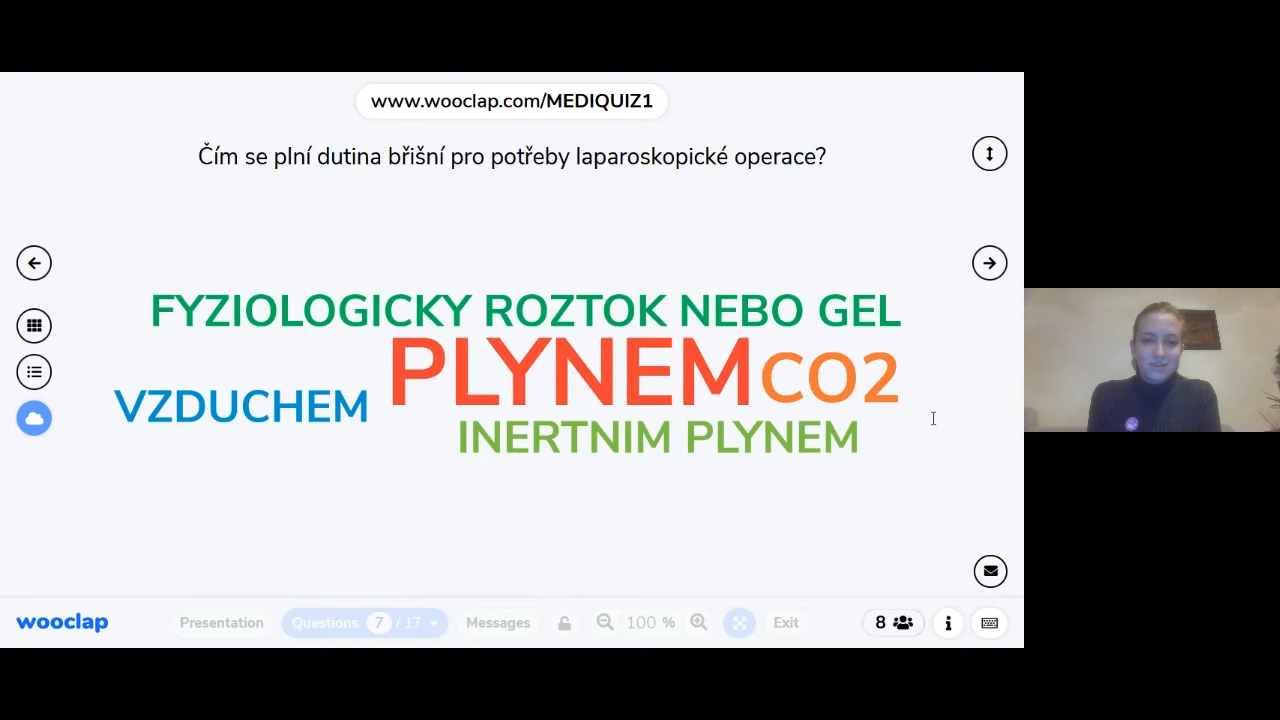 www.wooclap.com/MEDIQUIZ1
Čím se plní dutina břišní pro potřeby laparoskopické operace?
FYZIOLOGICKY ROZTOK NEBO GEL
PLYNEM CO2
VZDUCHEM
INERTNIM PLYNEM
wooclap Presentation Questions 7 / 17 Messages 100 % Exit 8